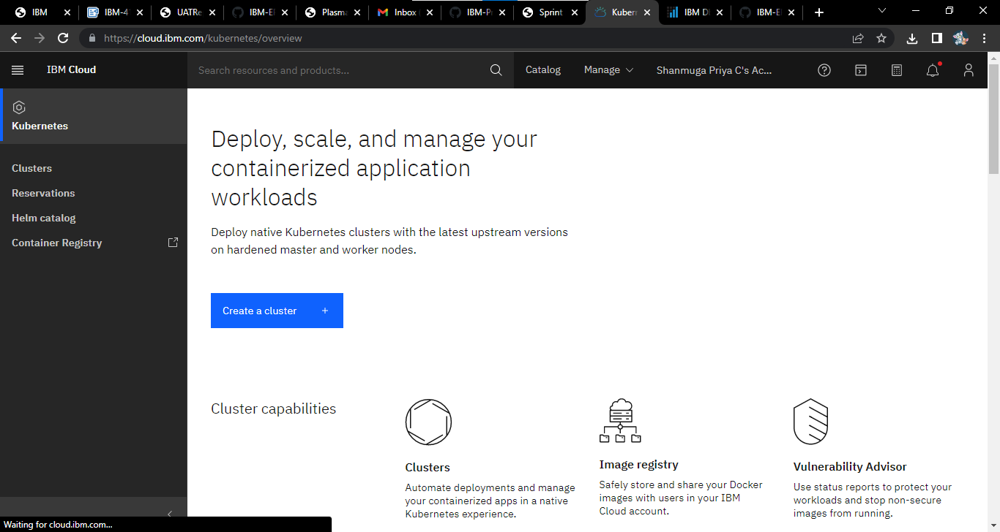 IBM
IBM-4
UATRe
IBM-E
Plasma
Inbox
IBM-Pr
Sprint
Kuber
IBM D
IBM-E
https://cloud.ibm.com/kubernetes/overview
IBM Cloud
Search resources and products...
Catalog
Manage
Shanmuga Priya C's Ac...
Kubernetes
Clusters
Reservations
Helm catalog
Container Registry
Deploy, scale, and manage your
containerized application
workloads
Deploy native Kubernetes clusters with the latest upstream versions
on hardened master and worker nodes.
Create a cluster +
Cluster capabilities
Clusters
Automate deployments and manage
your containerized apps in a native
Kubernetes experience.
Image registry
Safely store and share your Docker
images with users in your IBM
Cloud account.
Vulnerability Advisor
Use status reports to protect your
workloads and stop non-secure
images from running.
Waiting for cloud.ibm.com...